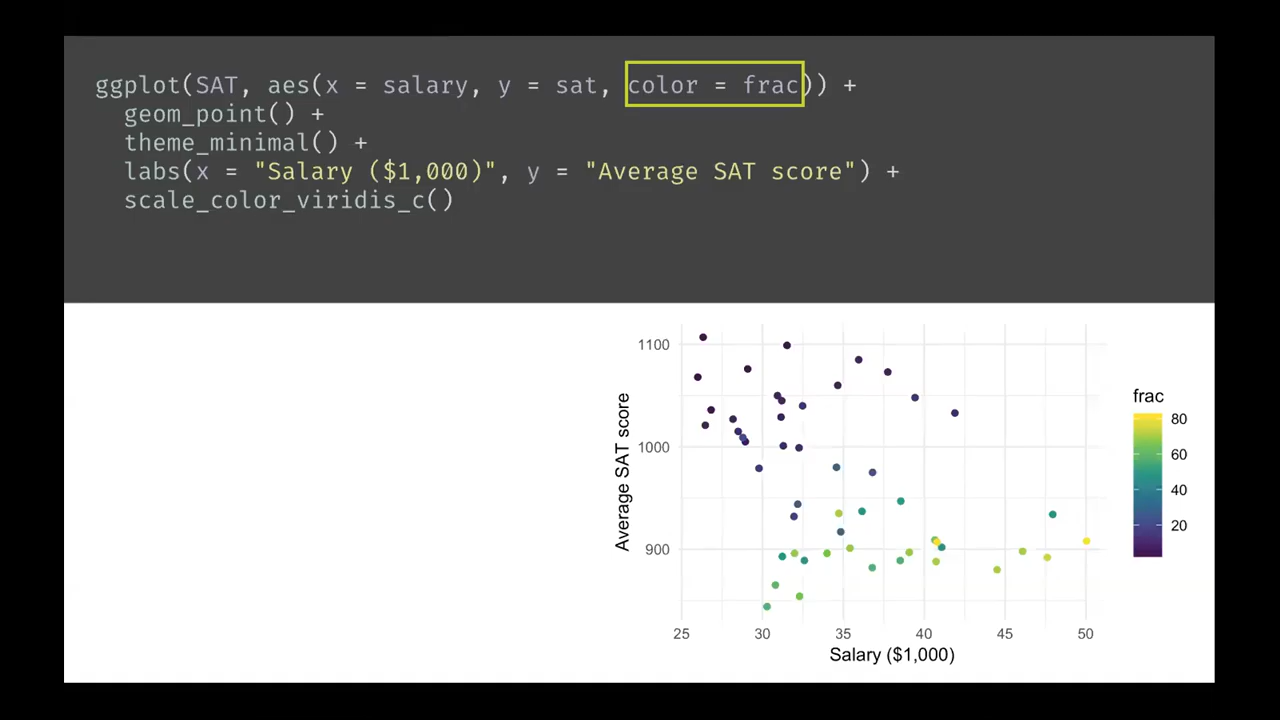 ggplot(SAT, aes(x = salary, y = sat, color = frac)) +
  geom_point() +
  theme_minimal() +
  labs(x = "Salary ($1,000)", y = "Average SAT score") +
  scale_color_viridis_c()
1100
1000
900
Average SAT score
25 30 35 40 45 50
Salary ($1,000)
frac
80
60
40
20